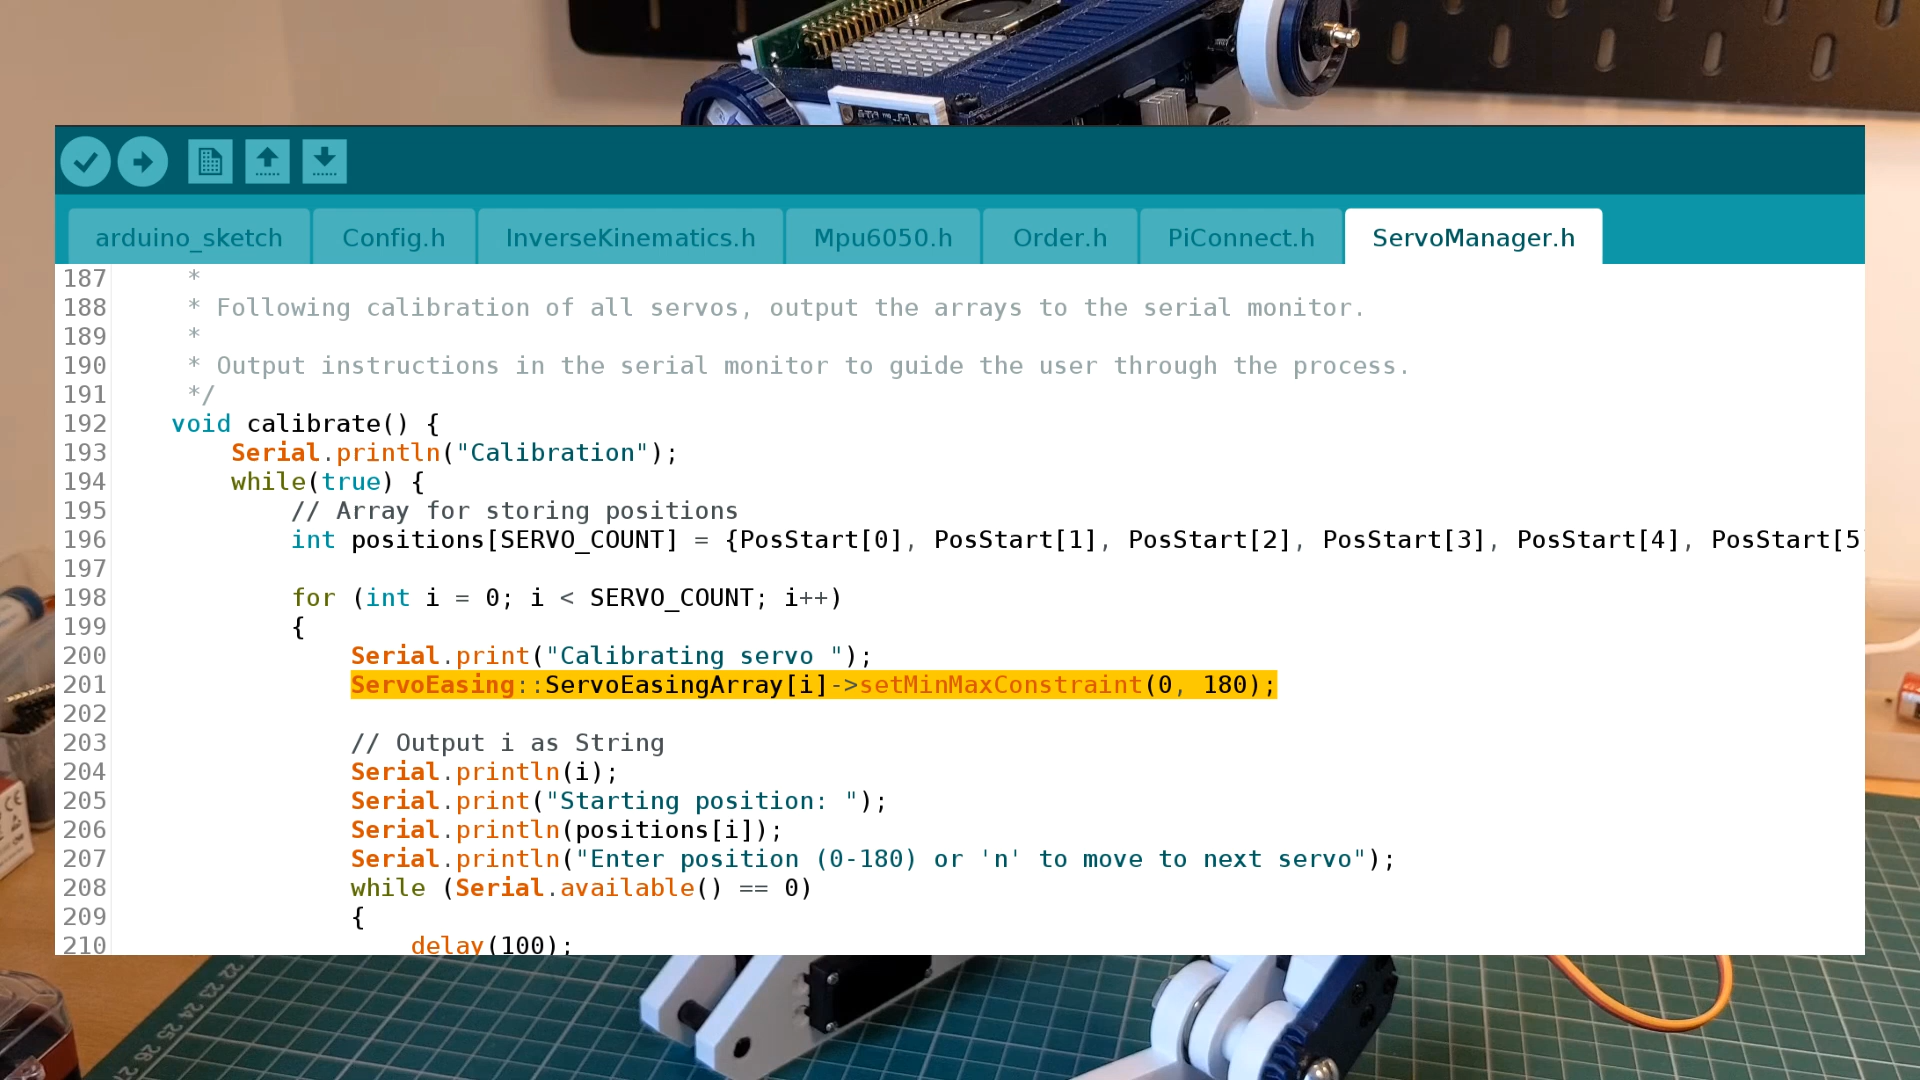 arduino_sketch
Config.h
InverseKinematics.h
Mpu6050.h
Order.h
PiConnect.h
ServoManager.h
187 *
188 * Following calibration of all servos, output the arrays to the serial monitor.
189 *
190 * Output instructions in the serial monitor to guide the user through the process.
191 */
192 void calibrate() {
193 Serial.println("Calibration");
194 while(true) {
195 // Array for storing positions
196 int positions[SERVO_COUNT] = {PosStart[0], PosStart[1], PosStart[2], PosStart[3], PosStart[4], PosStart[5]
197
198 for (int i = 0; i < SERVO_COUNT; i++)
199 {
200 Serial.print("Calibrating servo ");
201 ServoEasing::ServoEasingArray[i]->setMinMaxConstraint(0, 180);
202
203 // Output i as String
204 Serial.println(i);
205 Serial.print("Starting position: ");
206 Serial.println(positions[i]);
207 Serial.println("Enter position (0-180) or 'n' to move to next servo");
208 while (Serial.available() == 0)
209 {
210 delay(100);
22
23
24
25
26